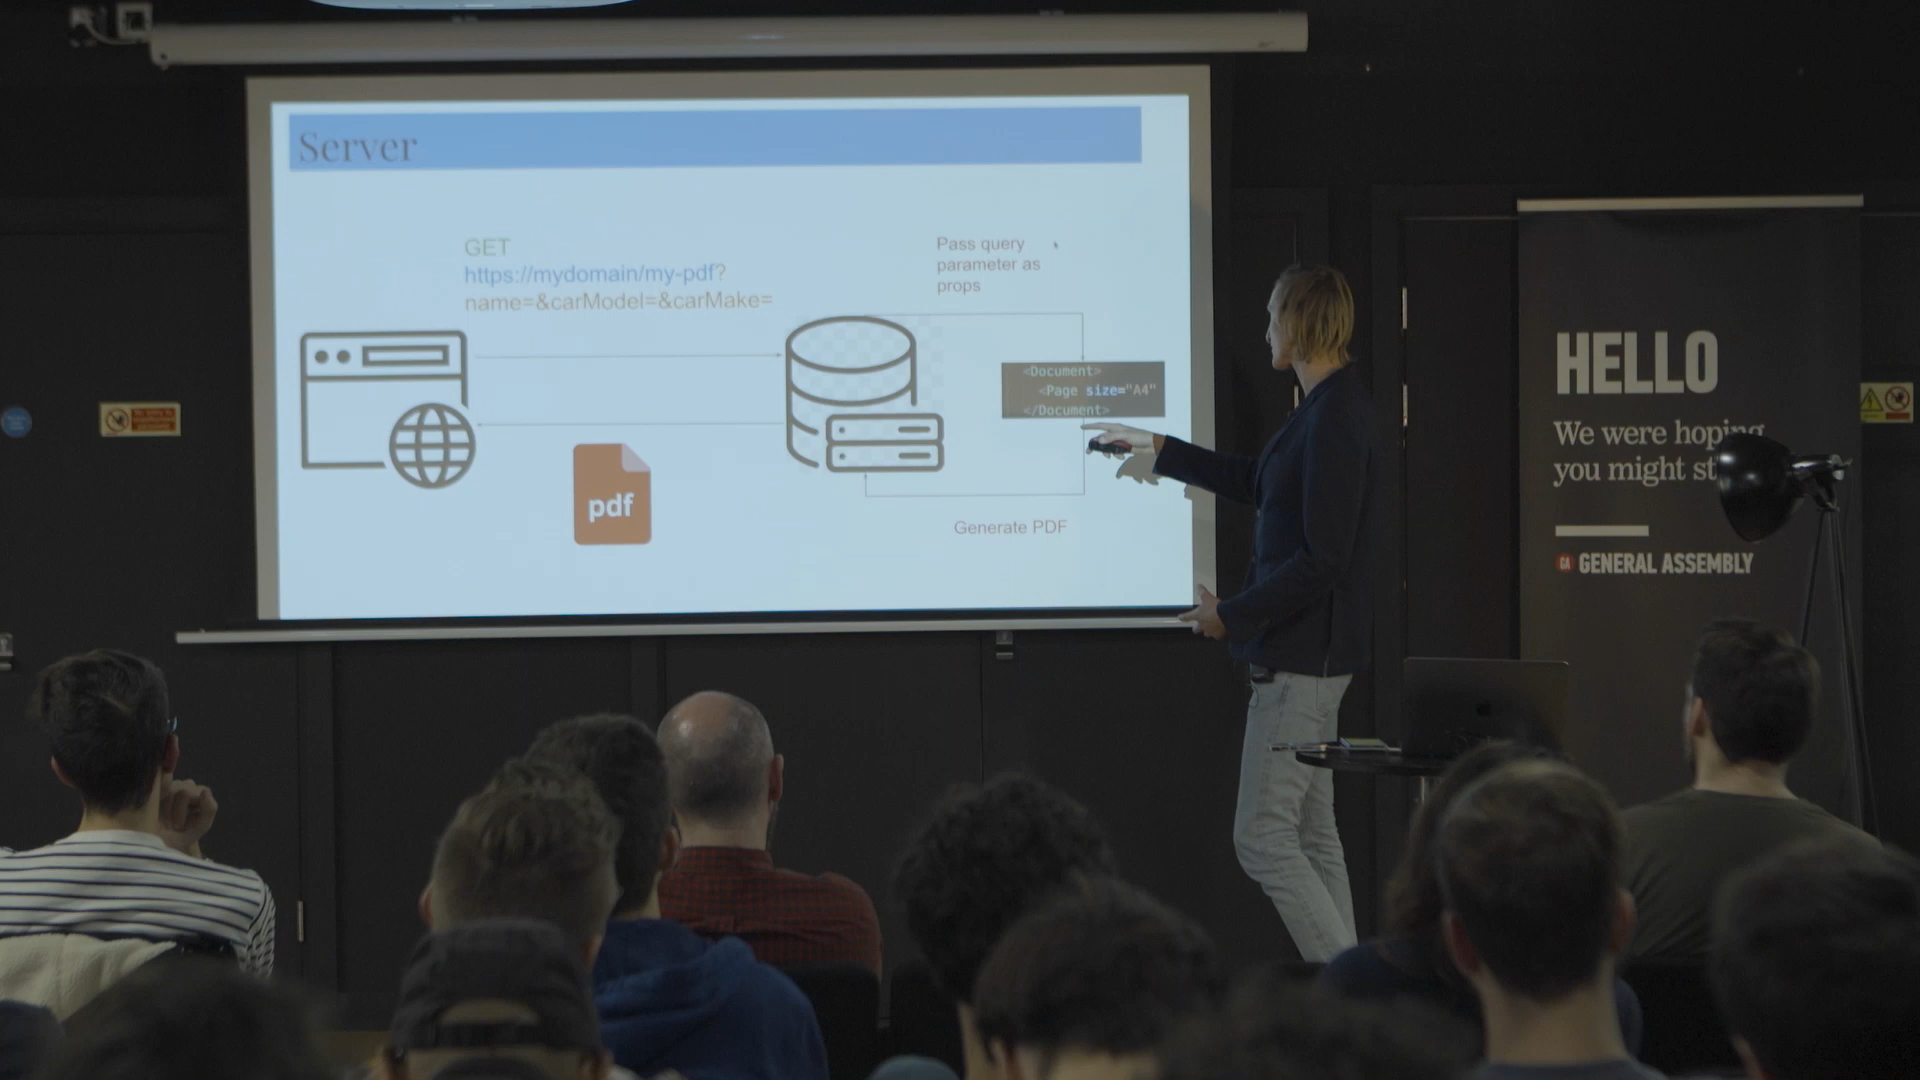 Server
GET
https://mydomain/my-pdf?
name=&carModel=&carMake=
Pass query
parameter as
props
<Document>
<Page size="A4"
</Document>
pdf
Generate PDF
HELLO
We were hoping
you might st
GA GENERAL ASSEMBLY